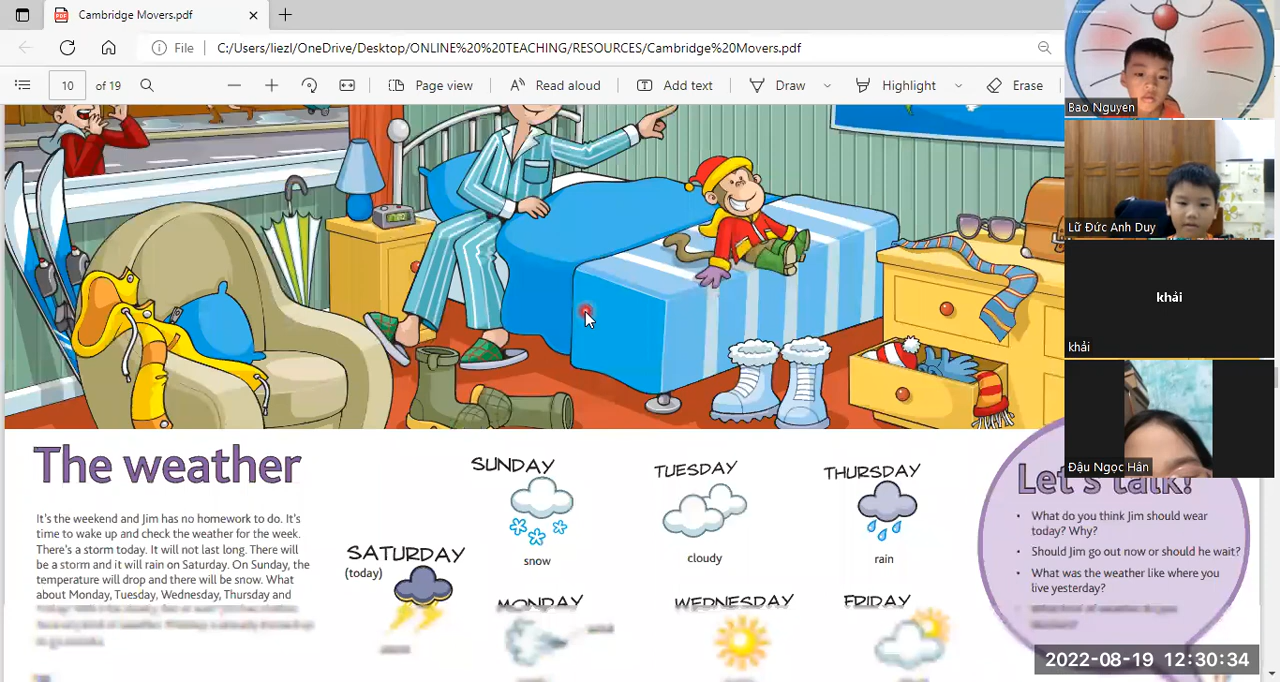 Cambridge Movers.pdf
File
C:/Users/liezl/OneDrive/Desktop/ONLINE%20%20TEACHING/RESOURCES/Cambridge%20Movers.pdf
10 of 19
Page view
Read aloud
Add text
Draw
Highlight
Erase
Bao Nguyen
Lữ Đức Anh Duy
khải
khải
Đậu Ngọc Hân
The weather
It's the weekend and Jim has no homework to do. It's
time to wake up and check the weather for the week.
There's a storm today. It will not last long. There will
be a storm and it will rain on Saturday. On Sunday, the
temperature will drop and there will be snow. What
about Monday, Tuesday, Wednesday, Thursday and
SATURDAY
(today)
SUNDAY
snow
TUESDAY
cloudy
THURSDAY
rain
MONDAY
WEDNESDAY
FRIDAY
Let's talk!
• What do you think Jim should wear
today? Why?
• Should Jim go out now or should he wait?
• What was the weather like where you
live yesterday?
2022-08-19 12:30:34